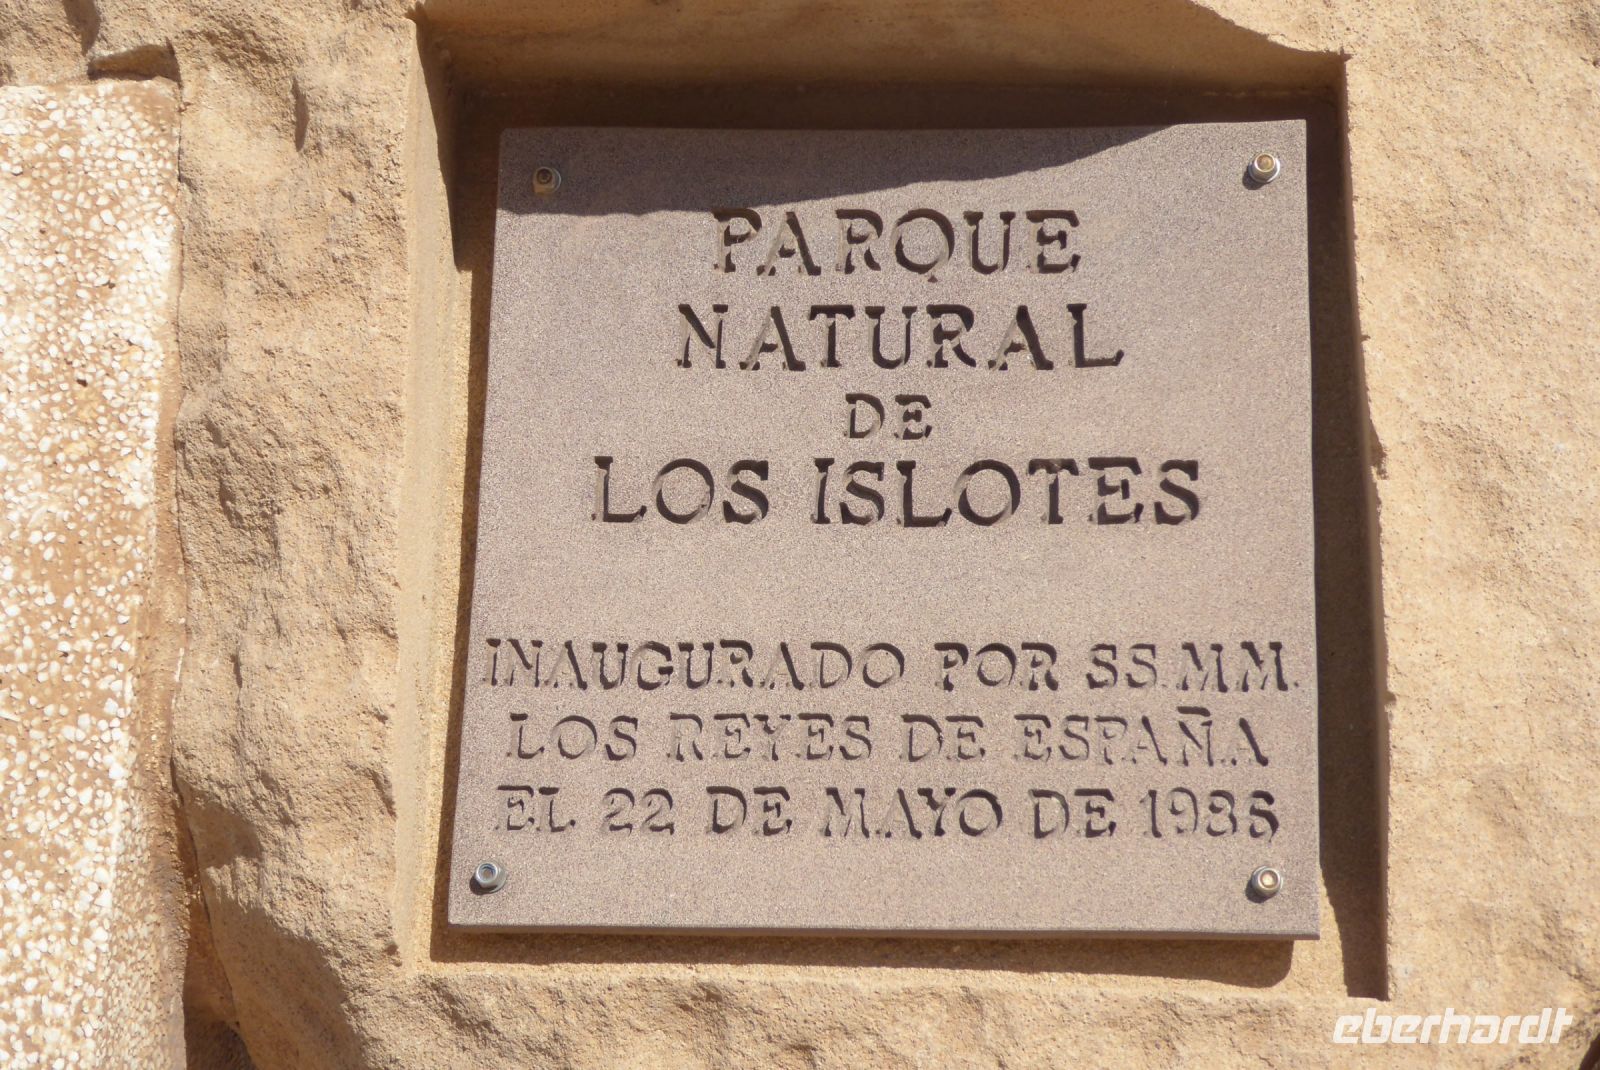 PARQUE
NATURAL
DE
LOS ISLOTES
INAUGURADO POR SS.MM.
LOS REYES DE ESPAÑA
EL 22 DE MAYO DE 1986
eberhardt